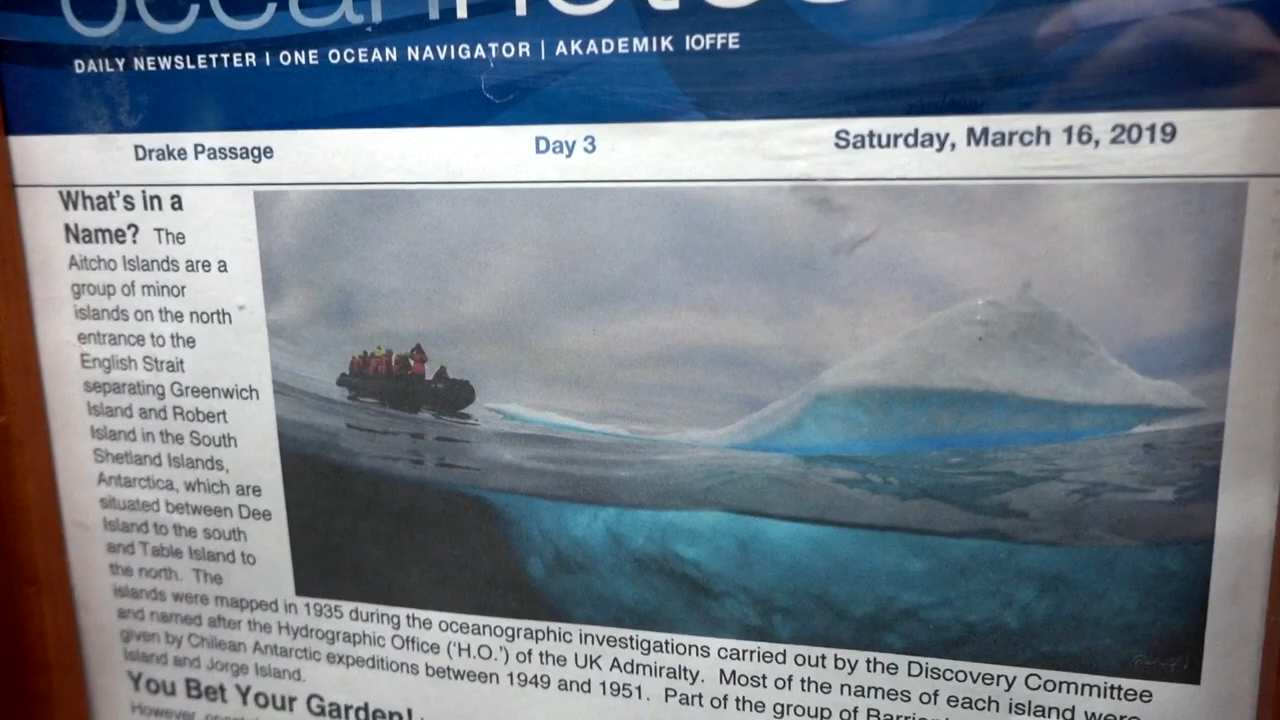 oceannotes
DAILY NEWSLETTER | ONE OCEAN NAVIGATOR | AKADEMIK IOFFE
Drake Passage Day 3 Saturday, March 16, 2019
What's in a
Name? The
Aitcho Islands are a
group of minor
islands on the north
entrance to the
English Strait
separating Greenwich
Island and Robert
Island in the South
Shetland Islands,
Antarctica, which are
situated between Dee
Island to the south
and Table Island to
the north. The
islands were mapped in 1935 during the oceanographic investigations carried out by the Discovery Committee
and named after the Hydrographic Office ('H.O.') of the UK Admiralty. Most of the names of each island were
given by Chilean Antarctic expeditions between 1949 and 1951. Part of the group of
Island and Jorge Island.
You Bet Your Garden!
However